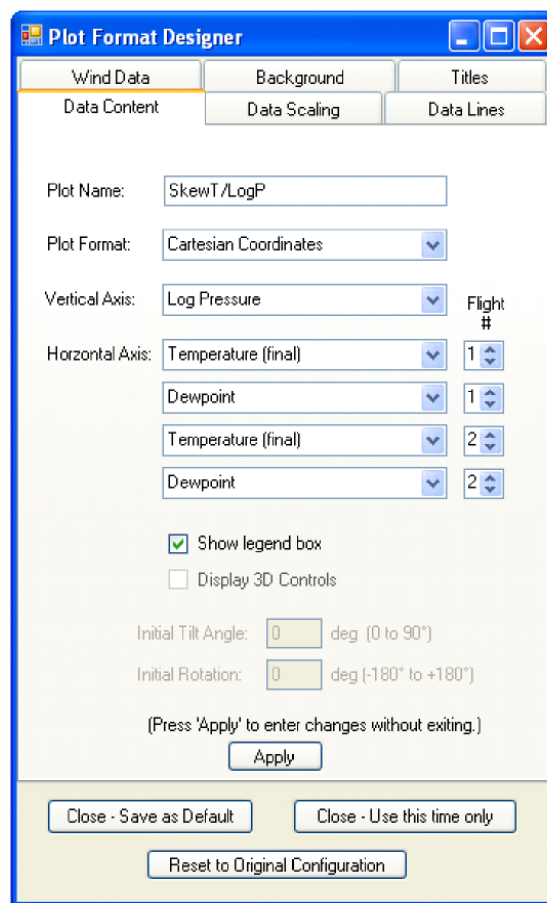 Plot Format Designer
Wind Data Background Titles
Data Content Data Scaling Data Lines
Plot Name: SkewT/LogP
Plot Format: Cartesian Coordinates
Vertical Axis: Log Pressure
Flight
#
Horzontal Axis: Temperature (final) 1
Dewpoint 1
Temperature (final) 2
Dewpoint 2
Show legend box
Display 3D Controls
Initial Tilt Angle: 0 deg (0 to 90°)
Initial Rotation: 0 deg (-180° to +180°)
(Press 'Apply' to enter changes without exiting.)
Apply
Close - Save as Default Close - Use this time only
Reset to Original Configuration